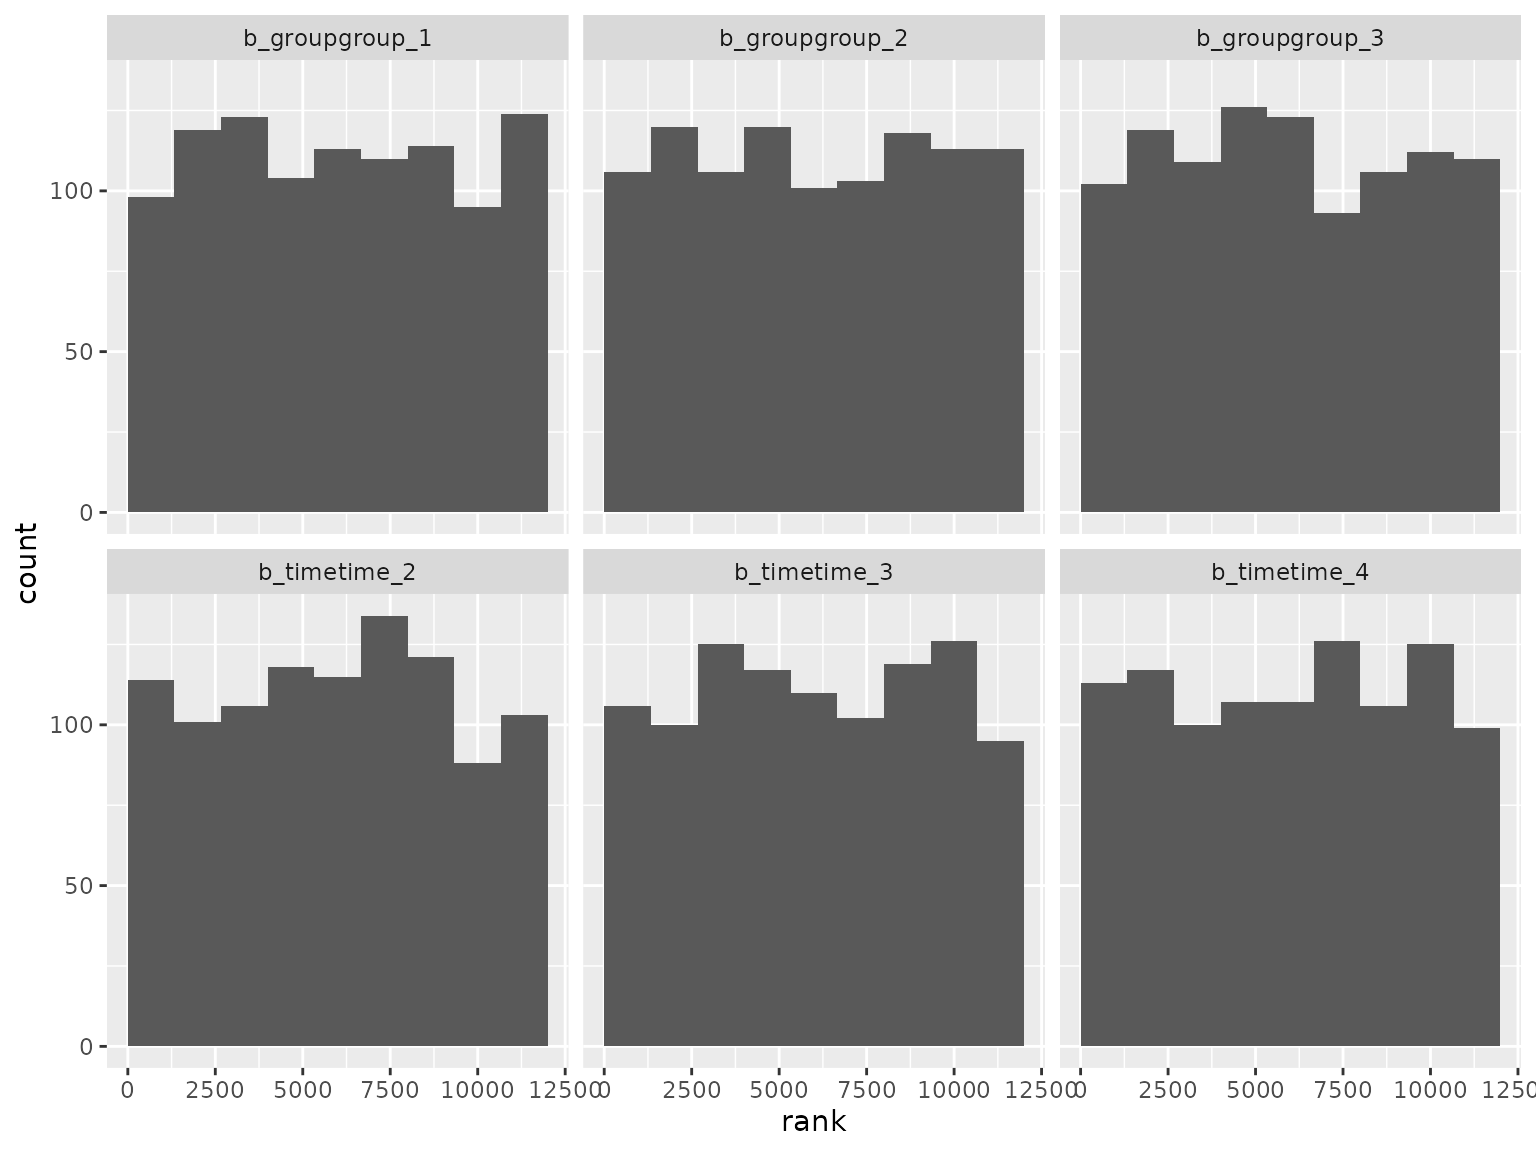 b_groupgroup_1 b_groupgroup_2 b_groupgroup_3
100
50
0
b_timetime_2 b_timetime_3 b_timetime_4
100
50
0
0 2500 5000 7500 10000 12500 0 2500 5000 7500 10000 12500 0 2500 5000 7500 10000 1250
rank
count